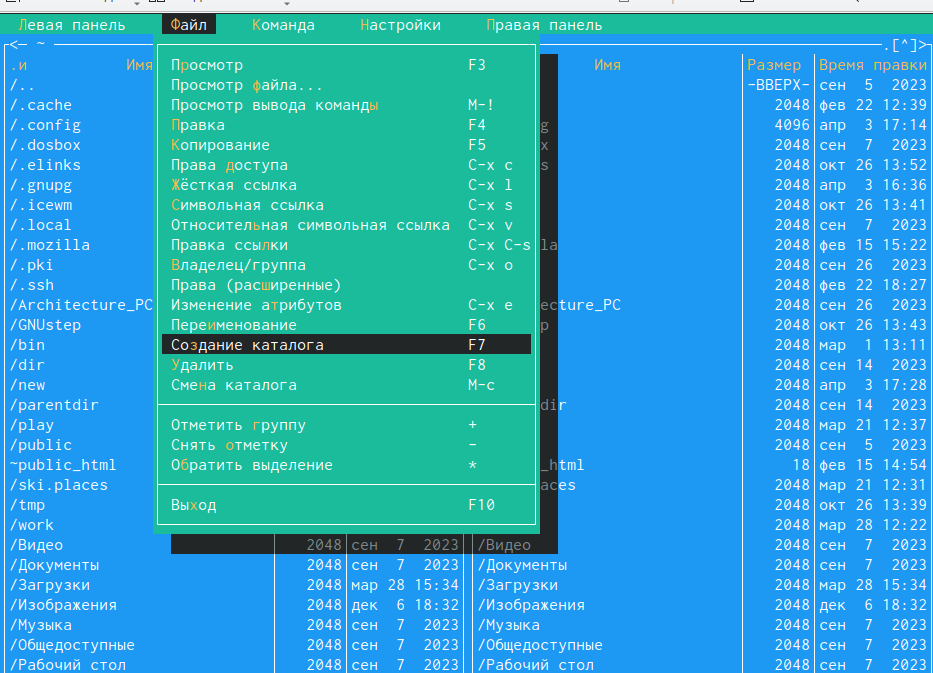 Левая панель Файл Команда Настройки Правая панель
<─ ~ .[^]>
.и Имя Имя Размер Время правки
/.. Просмотр F3 -ВВЕРХ- сен 5 2023
/.cache Просмотр файла... 2048 фев 22 12:39
/.config Просмотр вывода команды M-! g 4096 апр 3 17:14
/.dosbox Правка F4 x 2048 сен 7 2023
/.elinks Копирование F5 s 2048 окт 26 13:52
/.gnupg Права доступа C-x c 2048 апр 3 16:36
/.icewm Жёсткая ссылка C-x l 2048 окт 26 13:41
/.local Символьная ссылка C-x s 2048 сен 7 2023
/.mozilla Относительная символьная ссылка C-x v la 2048 фев 15 15:22
/.pki Правка ссылки C-x C-s 2048 сен 26 2023
/.ssh Владелец/группа C-x o 2048 фев 22 18:27
/Architecture_PC Права (расширенные) ecture_PC 2048 сен 26 2023
/GNUstep Изменение атрибутов C-x e p 2048 окт 26 13:43
/bin Переименование F6 2048 мар 1 13:11
/dir Создание каталога F7 2048 сен 14 2023
/new Удалить F8 2048 апр 3 17:28
/parentdir Смена каталога M-c dir 2048 сен 14 2023
/play Отметить группу + 2048 мар 21 12:37
/public Снять отметку - 2048 сен 5 2023
~public_html Обратить выделение * _html 18 фев 15 14:54
/ski.places aces 2048 мар 21 12:31
/tmp Выход F10 2048 окт 26 13:39
/work 2048 мар 28 12:22
/Видео 2048 сен 7 2023 /Видео 2048 сен 7 2023
/Документы 2048 сен 7 2023 /Документы 2048 сен 7 2023
/Загрузки 2048 мар 28 15:34 /Загрузки 2048 мар 28 15:34
/Изображения 2048 дек 6 18:32 /Изображения 2048 дек 6 18:32
/Музыка 2048 сен 7 2023 /Музыка 2048 сен 7 2023
/Общедоступные 2048 сен 7 2023 /Общедоступные 2048 сен 7 2023
/Рабочий стол 2048 сен 7 2023 /Рабочий стол 2048 сен 7 2023